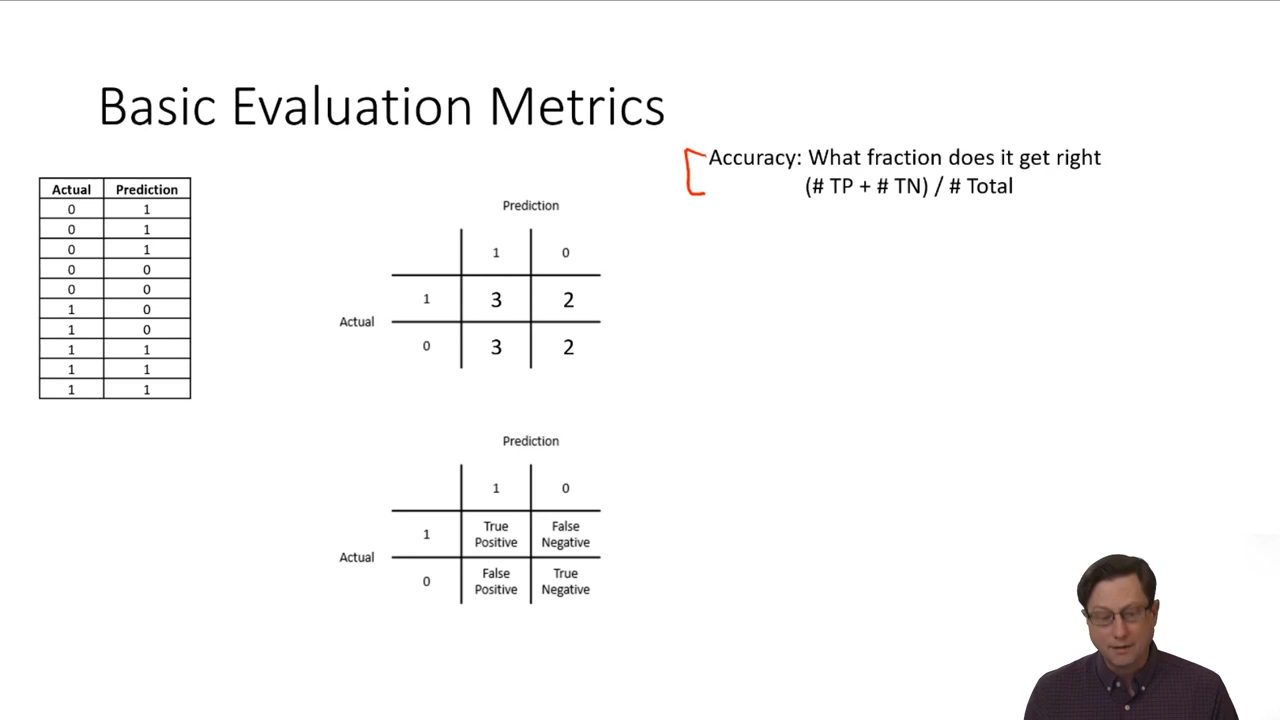 Basic Evaluation Metrics
Accuracy: What fraction does it get right
(# TP + # TN) / # Total
Actual Prediction
0 1
0 1
0 1
0 0
0 0
1 0
1 0
1 1
1 1
1 1
Prediction
1 0
1 3 2
Actual
0 3 2
Prediction
1 0
1 True Positive False Negative
Actual
0 False Positive True Negative